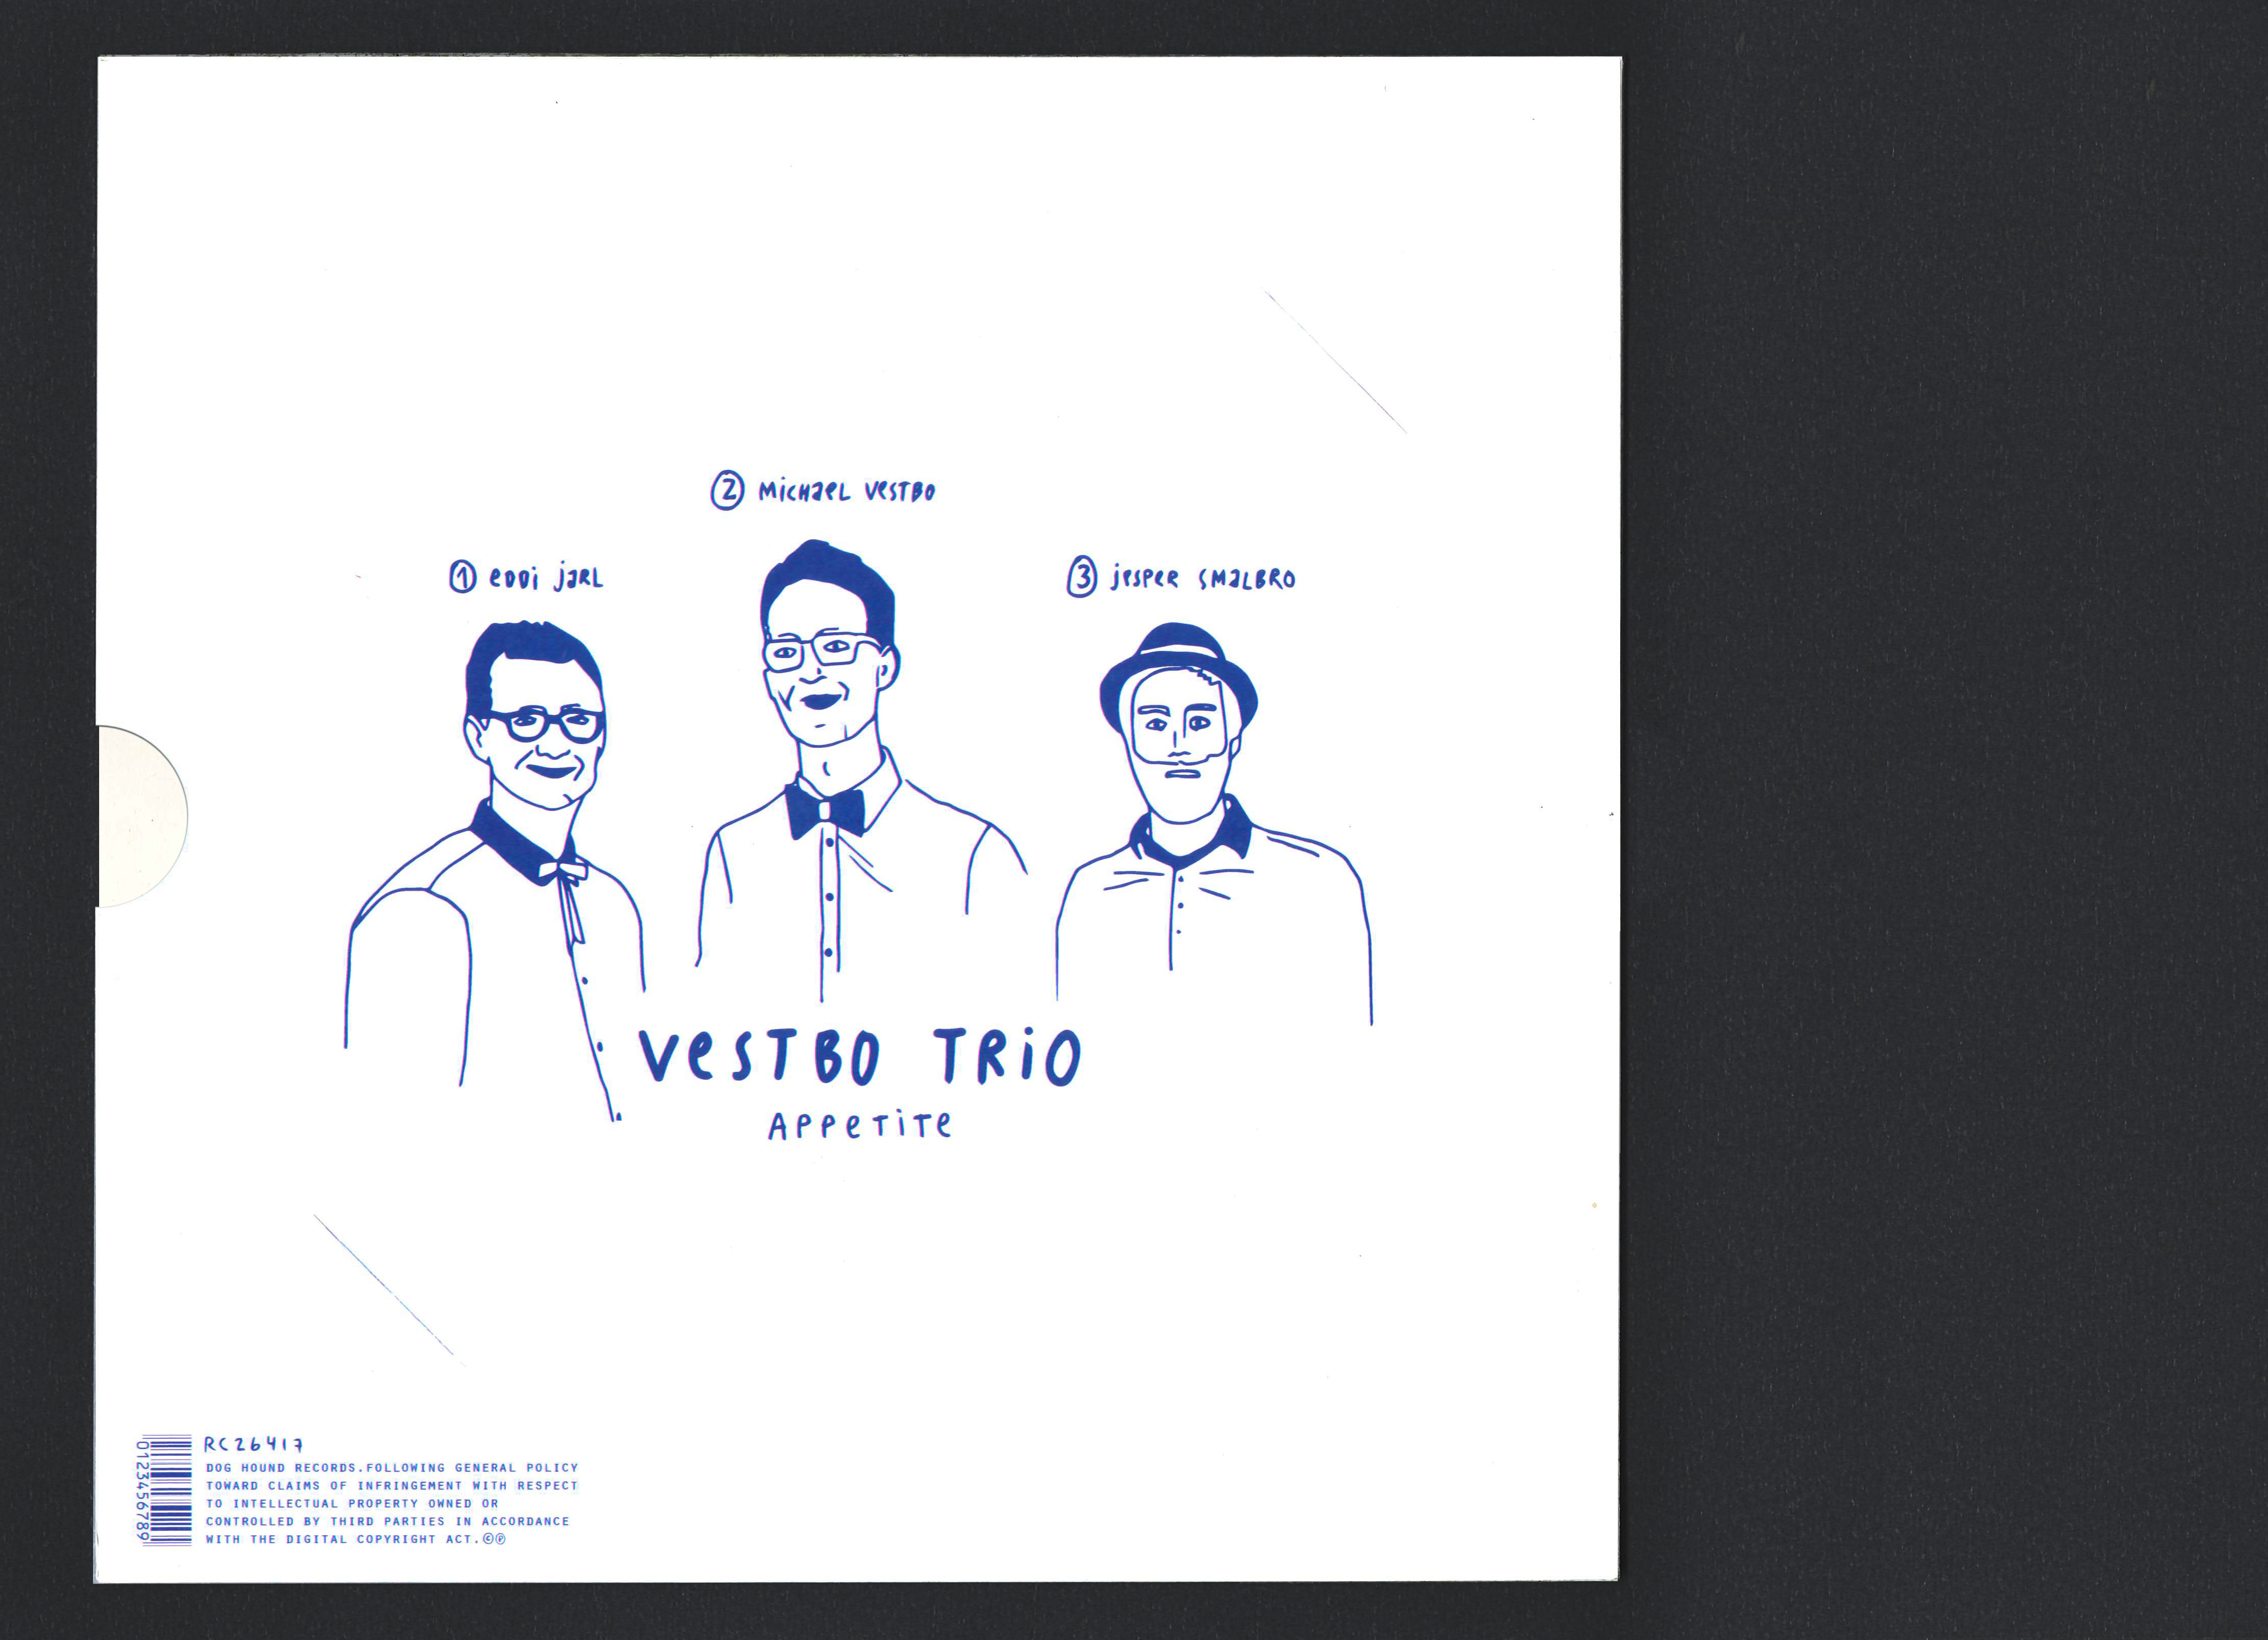 ② Michael Vestbo
① eddi jarl
③ jesper smalbro
Vestbo Trio
Appetite
RC26417
DOG HOUND RECORDS.FOLLOWING GENERAL POLICY
TOWARD CLAIMS OF INFRINGEMENT WITH RESPECT
TO INTELLECTUAL PROPERTY OWNED OR
CONTROLLED BY THIRD PARTIES IN ACCORDANCE
WITH THE DIGITAL COPYRIGHT ACT.©℗
0123456789